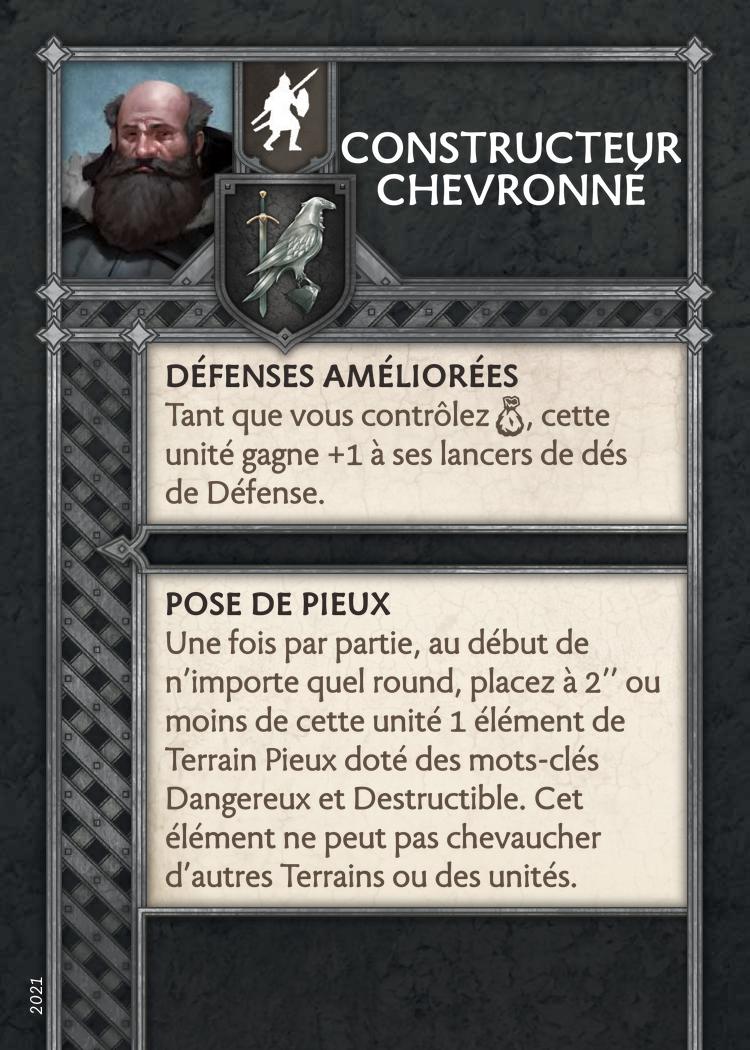 CONSTRUCTEUR
CHEVRONNÉ
DÉFENSES AMÉLIORÉES
Tant que vous contrôlez , cette
unité gagne +1 à ses lancers de dés
de Défense.
POSE DE PIEUX
Une fois par partie, au début de
n’importe quel round, placez à 2’’ ou
moins de cette unité 1 élément de
Terrain Pieux doté des mots-clés
Dangereux et Destructible. Cet
élément ne peut pas chevaucher
d’autres Terrains ou des unités.
2021